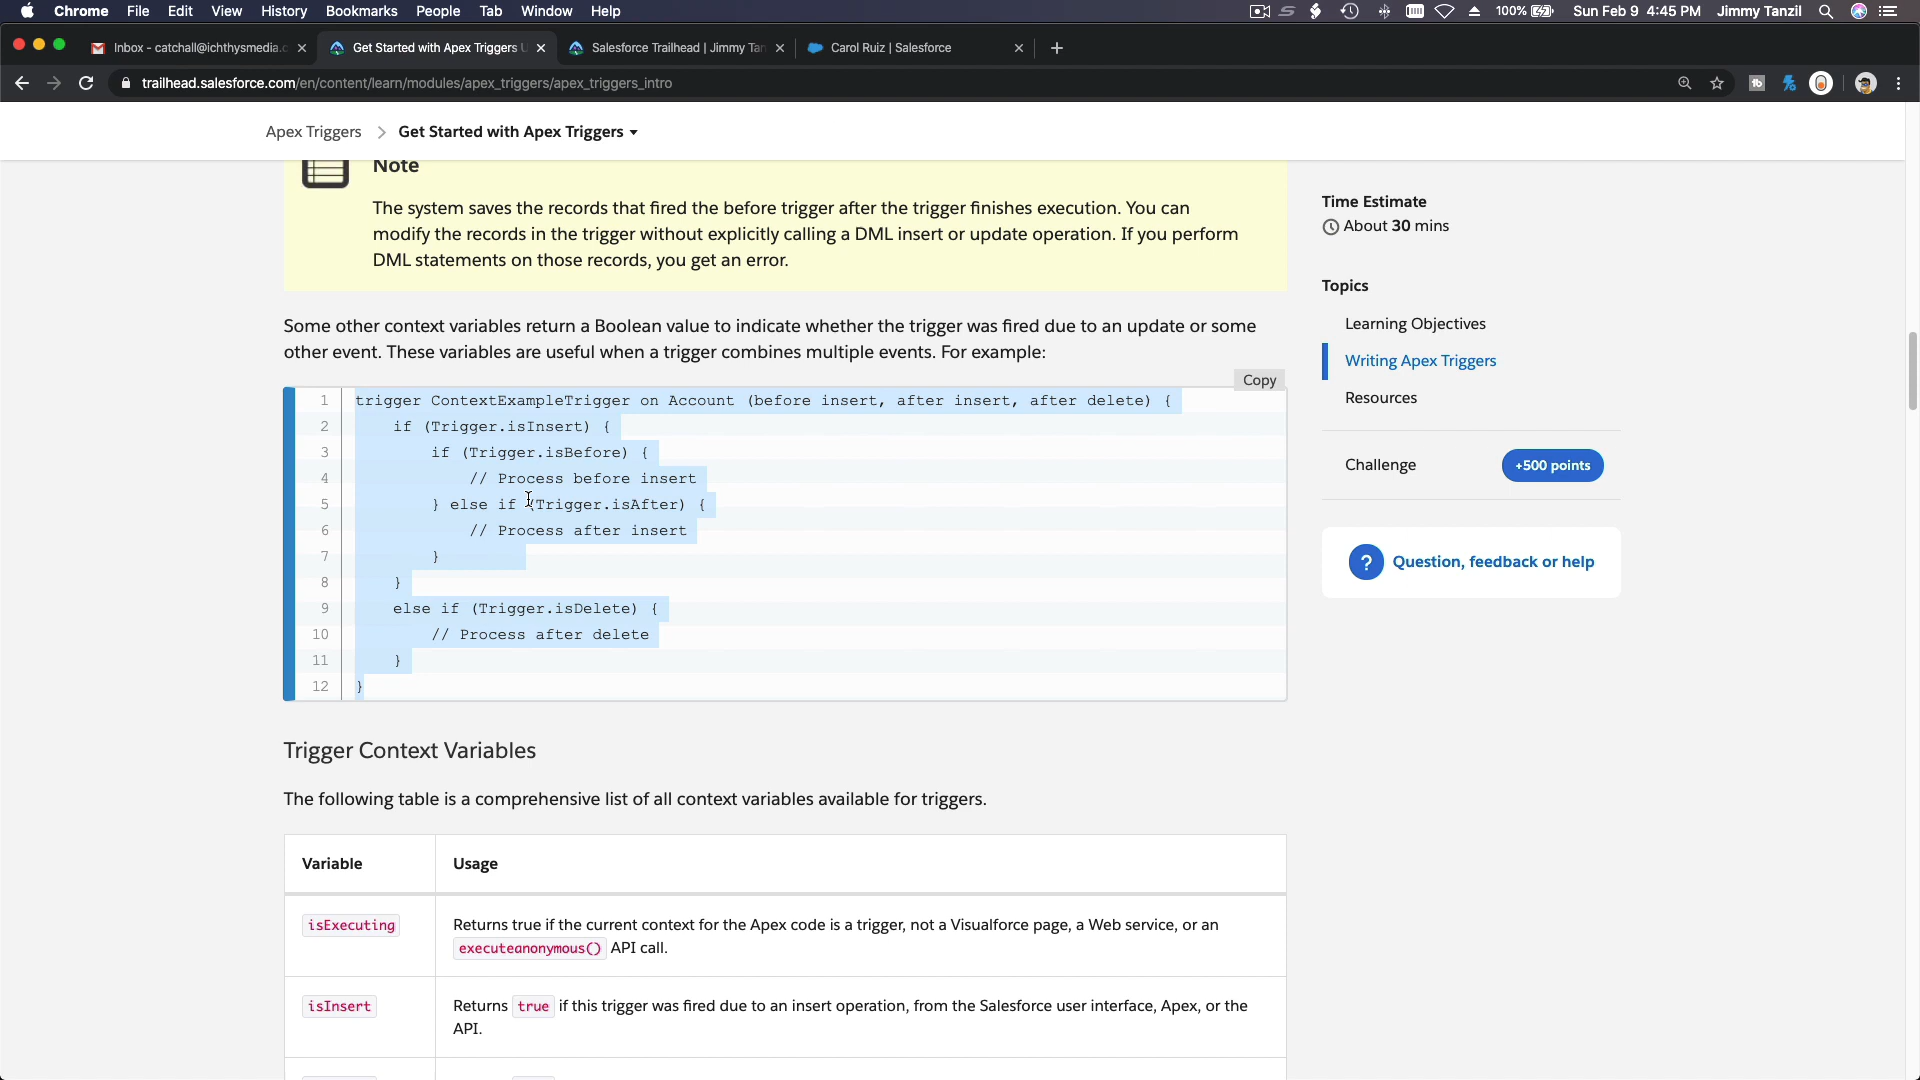 Chrome File Edit View History Bookmarks People Tab Window Help 100% Sun Feb 9 4:45 PM Jimmy Tanzil
Inbox - catchall@ichthysmedia.c
Get Started with Apex Triggers U
Salesforce Trailhead | Jimmy Tan
Carol Ruiz | Salesforce
trailhead.salesforce.com/en/content/learn/modules/apex_triggers/apex_triggers_intro
Apex Triggers > Get Started with Apex Triggers
Note
The system saves the records that fired the before trigger after the trigger finishes execution. You can
modify the records in the trigger without explicitly calling a DML insert or update operation. If you perform
DML statements on those records, you get an error.
Some other context variables return a Boolean value to indicate whether the trigger was fired due to an update or some
other event. These variables are useful when a trigger combines multiple events. For example:
Copy
1 trigger ContextExampleTrigger on Account (before insert, after insert, after delete) {
2 if (Trigger.isInsert) {
3 if (Trigger.isBefore) {
4 // Process before insert
5 } else if (Trigger.isAfter) {
6 // Process after insert
7 }
8 }
9 else if (Trigger.isDelete) {
10 // Process after delete
11 }
12 }
Trigger Context Variables
The following table is a comprehensive list of all context variables available for triggers.
Variable Usage
isExecuting Returns true if the current context for the Apex code is a trigger, not a Visualforce page, a Web service, or an
executeanonymous() API call.
isInsert Returns true if this trigger was fired due to an insert operation, from the Salesforce user interface, Apex, or the
API.
Time Estimate
About 30 mins
Topics
Learning Objectives
Writing Apex Triggers
Resources
Challenge +500 points
? Question, feedback or help